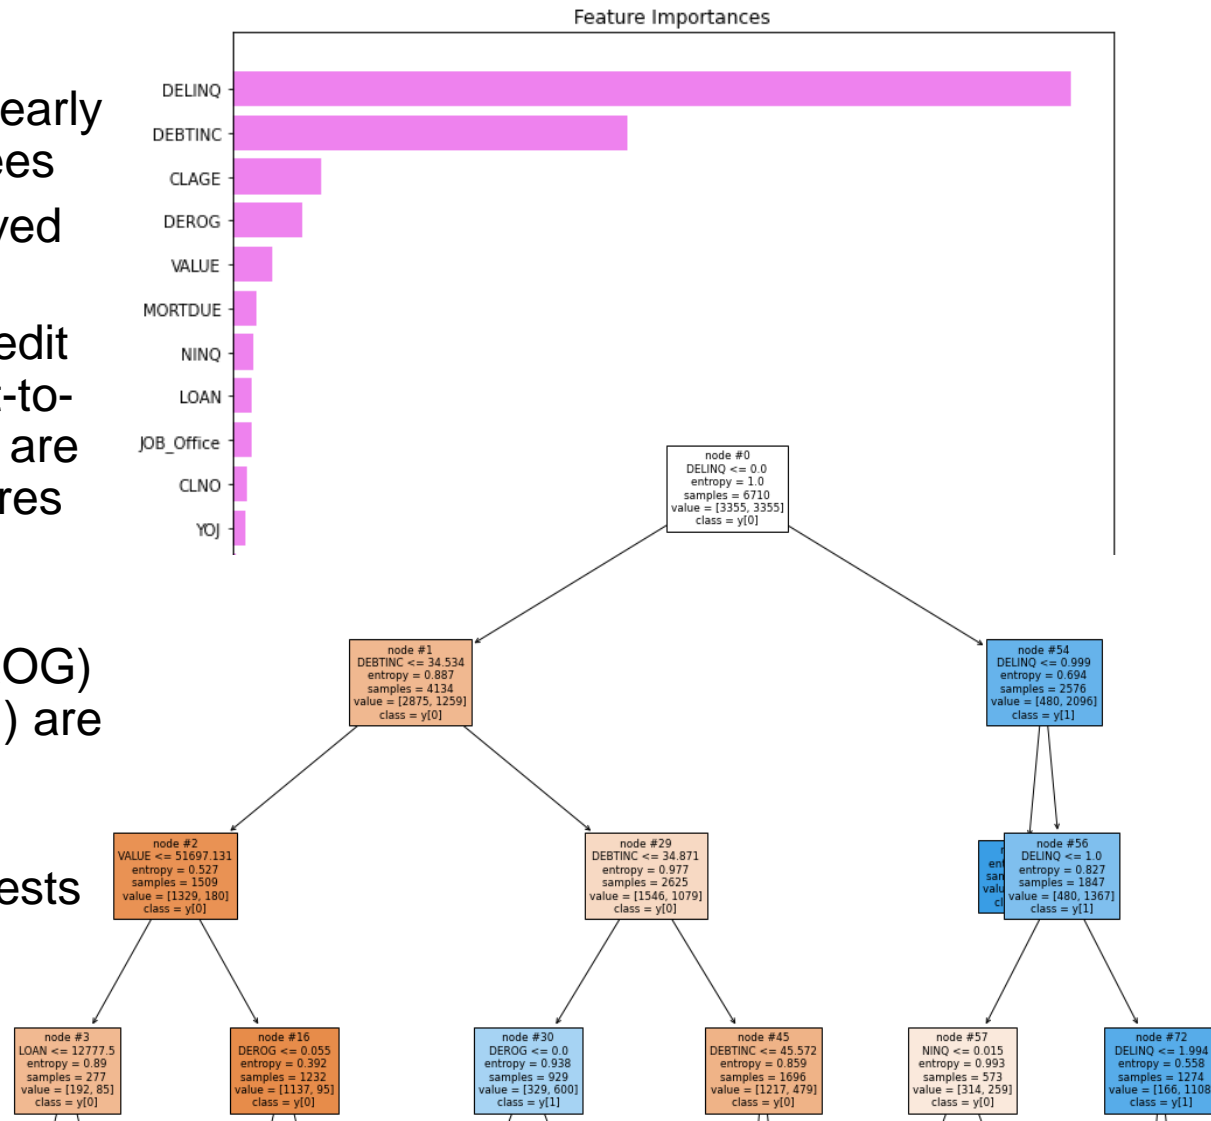 Feature Importances
early
ees
ved
edit
t-to-
are
res
OG)
) are
ests
DELINQ
DEBTINC
CLAGE
DEROG
VALUE
MORTDUE
NINQ
LOAN
JOB_Office
CLNO
YOJ
node #0
DELINQ <= 0.0
entropy = 1.0
samples = 6710
value = [3355, 3355]
class = y[0]
node #1
DEBTINC <= 34.534
entropy = 0.887
samples = 4134
value = [2875, 1259]
class = y[0]
node #54
DELINQ <= 0.999
entropy = 0.694
samples = 2576
value = [480, 2096]
class = y[1]
node #2
VALUE <= 51697.131
entropy = 0.527
samples = 1509
value = [1329, 180]
class = y[0]
node #29
DEBTINC <= 34.871
entropy = 0.977
samples = 2625
value = [1546, 1079]
class = y[0]
node #56
DELINQ <= 1.0
entropy = 0.827
samples = 1847
value = [480, 1367]
class = y[1]
node #3
LOAN <= 12777.5
entropy = 0.89
samples = 277
value = [192, 85]
class = y[0]
node #16
DEROG <= 0.055
entropy = 0.392
samples = 1232
value = [1137, 95]
class = y[0]
node #30
DEROG <= 0.0
entropy = 0.938
samples = 929
value = [329, 600]
class = y[1]
node #45
DEBTINC <= 45.572
entropy = 0.859
samples = 1696
value = [1217, 479]
class = y[0]
node #57
NINQ <= 0.015
entropy = 0.993
samples = 573
value = [314, 259]
class = y[0]
node #72
DELINQ <= 1.994
entropy = 0.558
samples = 1274
value = [166, 1108
class = y[1]